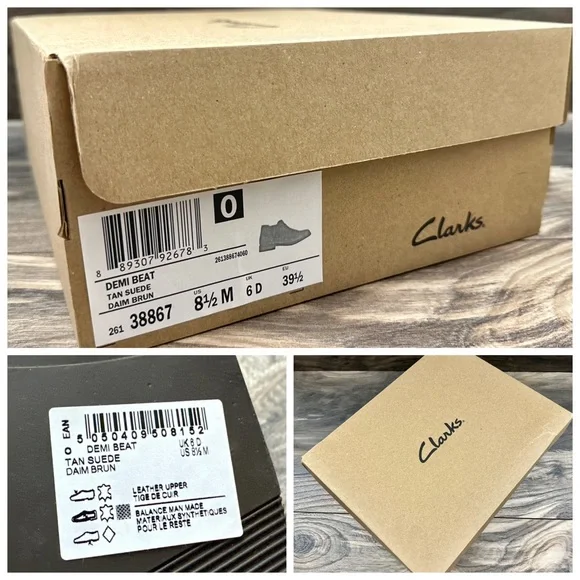 Clarks.
O
8 89307 92678 3
261388674060
DEMI BEAT
TAN SUEDE
DAIM BRUN
261 38867
US
8½ M
UK
6 D
EU
39½
Clarks.
O EAN
5 050409 508152
DEMI BEAT
UK 6 D
TAN SUEDE
US 8½ M
DAIM BRUN
LEATHER UPPER
TIGE DE CUIR
BALANCE MAN MADE
MATERIAUX SYNTHETIQUES
POUR LE RESTE
Clarks.